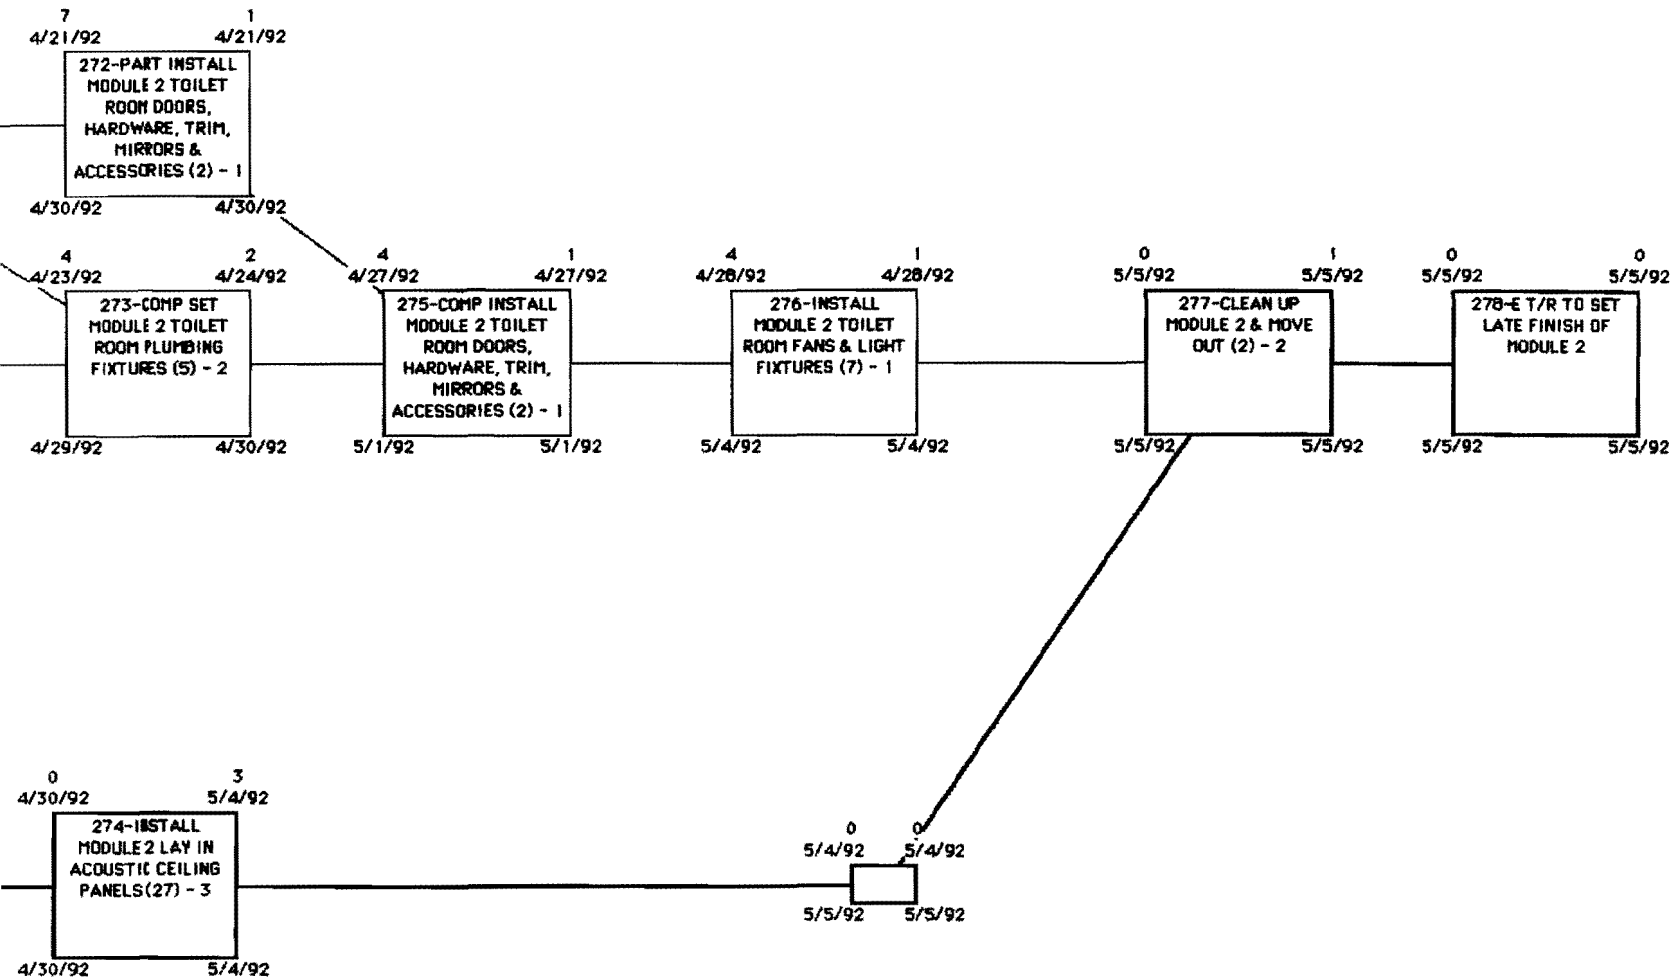 7 1
4/21/92 4/21/92
272-PART INSTALL
MODULE 2 TOILET
ROOM DOORS,
HARDWARE, TRIM,
MIRRORS &
ACCESSORIES (2) - 1
4/30/92 4/30/92
4 2
4/23/92 4/24/92
273-COMP SET
MODULE 2 TOILET
ROOM PLUMBING
FIXTURES (5) - 2
4/29/92 4/30/92
4 1
4/27/92 4/27/92
275-COMP INSTALL
MODULE 2 TOILET
ROOM DOORS,
HARDWARE, TRIM,
MIRRORS &
ACCESSORIES (2) - 1
5/1/92 5/1/92
4 1
4/28/92 4/28/92
276-INSTALL
MODULE 2 TOILET
ROOM FANS & LIGHT
FIXTURES (7) - 1
5/4/92 5/4/92
0 1
5/5/92 5/5/92
277-CLEAN UP
MODULE 2 & MOVE
OUT (2) - 2
5/5/92 5/5/92
0 0
5/5/92 5/5/92
278-E T/R TO SET
LATE FINISH OF
MODULE 2
5/5/92 5/5/92
0 3
4/30/92 5/4/92
274-INSTALL
MODULE 2 LAY IN
ACOUSTIC CEILING
PANELS (27) - 3
4/30/92 5/4/92
0 0
5/4/92 5/4/92
5/5/92 5/5/92